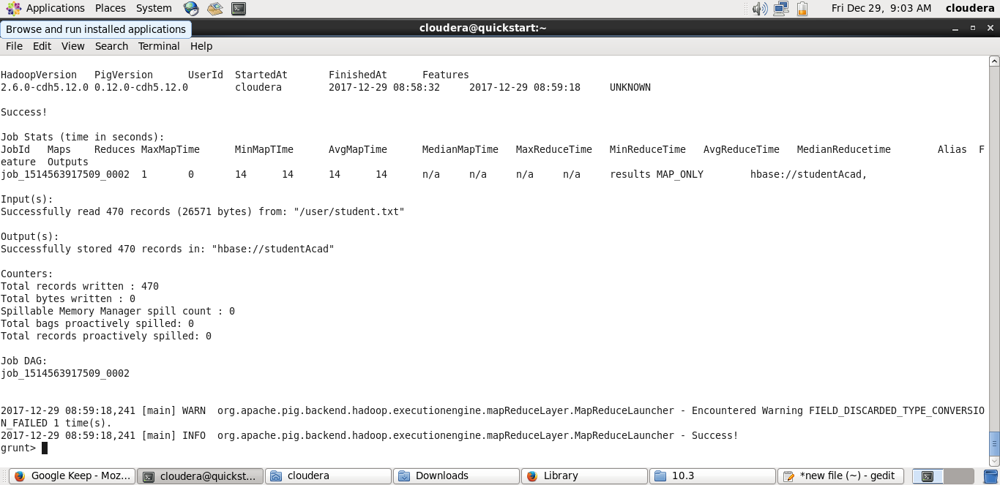 Applications Places System Fri Dec 29, 9:03 AM cloudera
Browse and run installed applications
cloudera@quickstart:~
File Edit View Search Terminal Help
HadoopVersion PigVersion UserId StartedAt FinishedAt Features
2.6.0-cdh5.12.0 0.12.0-cdh5.12.0 cloudera 2017-12-29 08:58:32 2017-12-29 08:59:18 UNKNOWN
Success!
Job Stats (time in seconds):
JobId Maps Reduces MaxMapTime MinMapTIme AvgMapTime MedianMapTime MaxReduceTime MinReduceTime AvgReduceTime MedianReducetime Alias F
eature Outputs
job_1514563917509_0002 1 0 14 14 14 14 n/a n/a n/a n/a results MAP_ONLY hbase://studentAcad,
Input(s):
Successfully read 470 records (26571 bytes) from: "/user/student.txt"
Output(s):
Successfully stored 470 records in: "hbase://studentAcad"
Counters:
Total records written : 470
Total bytes written : 0
Spillable Memory Manager spill count : 0
Total bags proactively spilled: 0
Total records proactively spilled: 0
Job DAG:
job_1514563917509_0002
2017-12-29 08:59:18,241 [main] WARN org.apache.pig.backend.hadoop.executionengine.mapReduceLayer.MapReduceLauncher - Encountered Warning FIELD_DISCARDED_TYPE_CONVERSIO
N_FAILED 1 time(s).
2017-12-29 08:59:18,241 [main] INFO org.apache.pig.backend.hadoop.executionengine.mapReduceLayer.MapReduceLauncher - Success!
grunt>
Google Keep - Moz... cloudera@quickst... cloudera Downloads Library 10.3 *new file (~) - gedit